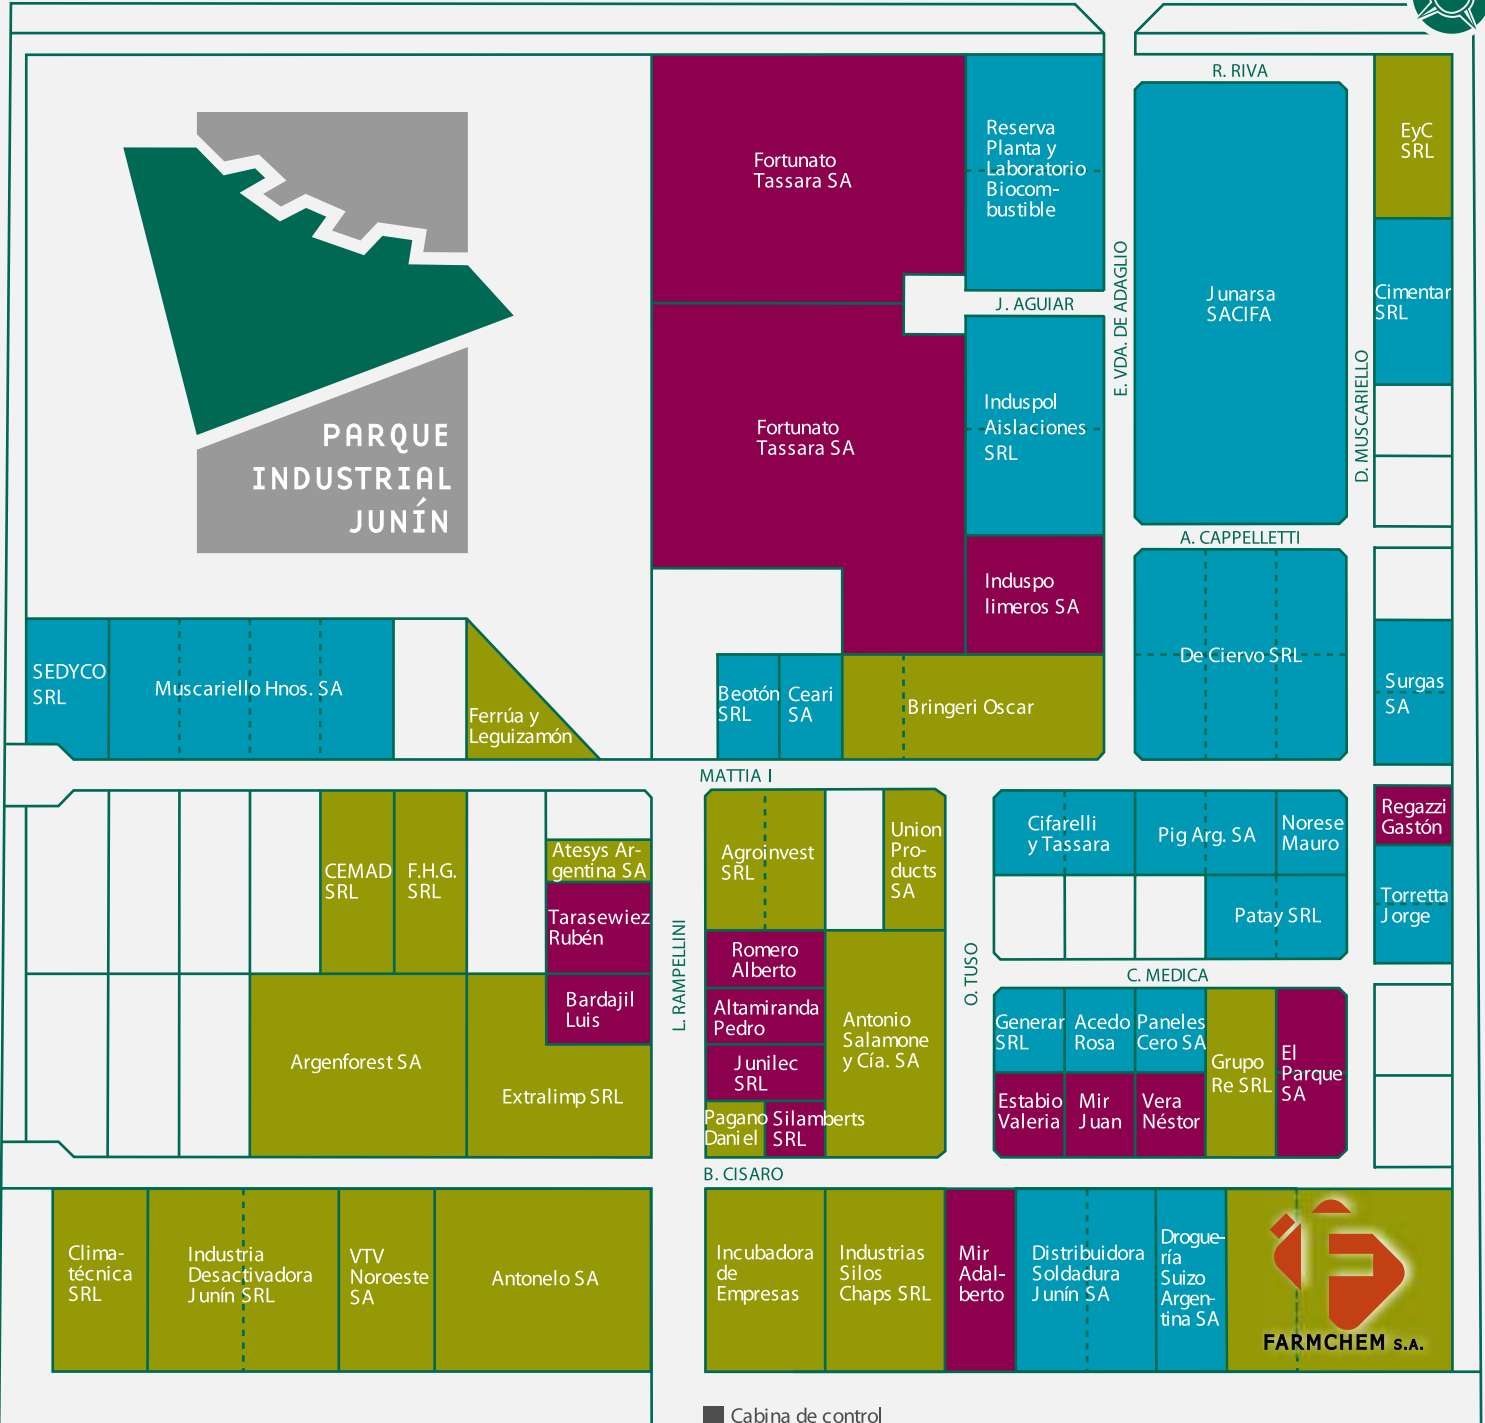 R. RIVA
EyC
SRL
Reserva
Planta y
Laboratorio
Biocom-
bustible
Fortunato
Tassara SA
Junarsa
SACIFA
Cimentar
SRL
E. VDA. DE ADAGLIO
J. AGUIAR
D. MUSCARIELLO
Induspol
Aislaciones
SRL
Fortunato
Tassara SA
PARQUE
INDUSTRIAL
JUNÍN
A. CAPPELLETTI
Induspo
limeros SA
De Ciervo SRL
Surgas
SA
SEDYCO
SRL
Muscariello Hnos. SA
Ferrúa y
Leguizamón
Beotón
SRL
Ceari
SA
Bringeri Oscar
MATTIA I
CEMAD
SRL
F.H.G.
SRL
Atesys Ar-
gentina SA
Tarasewiez
Rubén
Bardajil
Luis
Argenforest SA
Extralimp SRL
L. RAMPELLINI
Agroinvest
SRL
Union
Pro-
ducts
SA
Romero
Alberto
Altamiranda
Pedro
Junilec
SRL
Pagano
Daniel
Silamberts
SRL
Antonio
Salamone
y Cía. SA
O. TUSO
Cifarelli
y Tassara
Pig Arg. SA
Norese
Mauro
Patay SRL
Regazzi
Gastón
Torretta
Jorge
C. MEDICA
Generar
SRL
Acedo
Rosa
Paneles
Cero SA
Grupo
Re SRL
El
Parque
SA
Estabio
Valeria
Mir
Juan
Vera
Néstor
B. CISARO
Clima-
técnica
SRL
Industria
Desactivadora
Junín SRL
VTV
Noroeste
SA
Antonelo SA
Incubadora
de
Empresas
Industrias
Silos
Chaps SRL
Mir
Adal-
berto
Distribuidora
Soldadura
Junín SA
Drogue-
ría
Suizo
Argen-
tina SA
FARMCHEM S.A.
Cabina de control